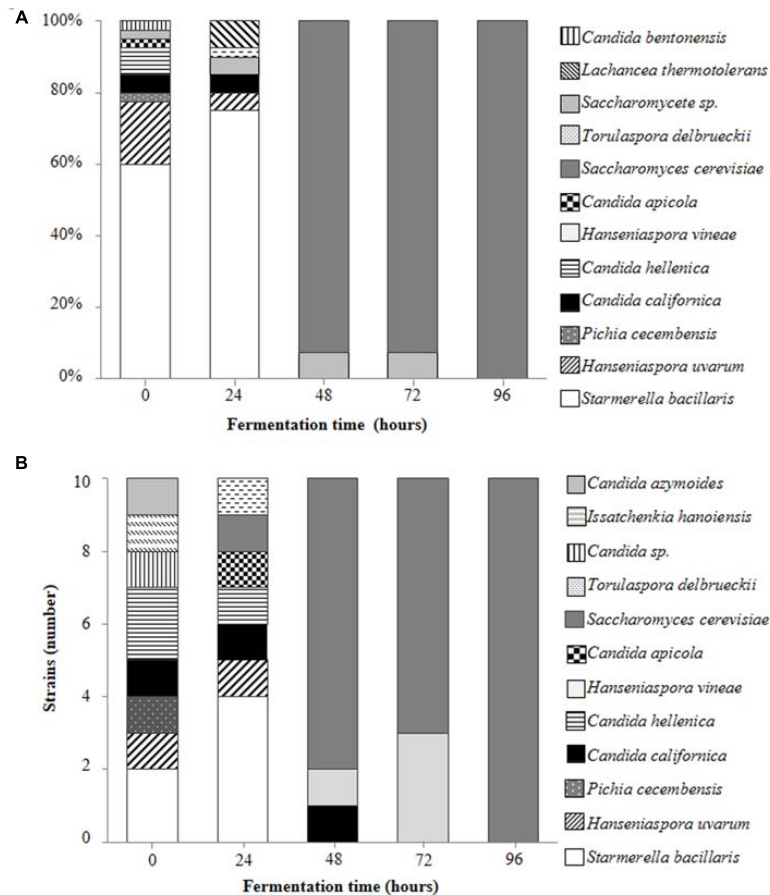 A
100%
80%
60%
40%
20%
0%
0 24 48 72 96
Fermentation time (hours)
Candida bentonensis
Lachancea thermotolerans
Saccharomycete sp.
Torulaspora delbrueckii
Saccharomyces cerevisiae
Candida apicola
Hanseniaspora vineae
Candida hellenica
Candida californica
Pichia cecembensis
Hanseniaspora uvarum
Starmerella bacillaris
B
Strains (number)
10
8
6
4
2
0
0 24 48 72 96
Fermentation time (hours)
Candida azymoides
Issatchenkia hanoiensis
Candida sp.
Torulaspora delbrueckii
Saccharomyces cerevisiae
Candida apicola
Hanseniaspora vineae
Candida hellenica
Candida californica
Pichia cecembensis
Hanseniaspora uvarum
Starmerella bacillaris